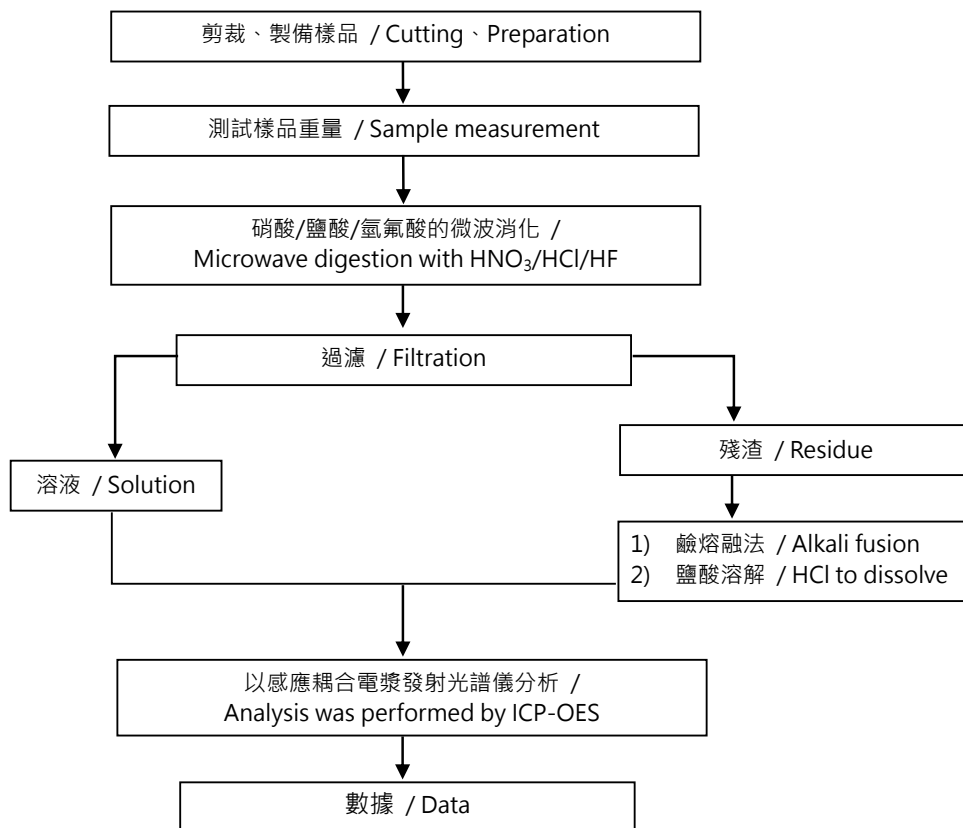 剪裁、製備樣品 / Cutting、Preparation
測試樣品重量 / Sample measurement
硝酸/鹽酸/氫氟酸的微波消化 /
Microwave digestion with HNO₃/HCl/HF
過濾 / Filtration
溶液 / Solution
殘渣 / Residue
1) 鹼熔融法 / Alkali fusion
2) 鹽酸溶解 / HCl to dissolve
以感應耦合電漿發射光譜儀分析 /
Analysis was performed by ICP-OES
數據 / Data